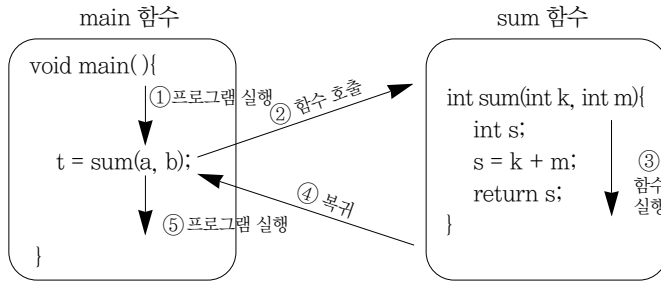 main 함수
void main( ){
① 프로그램 실행
t = sum(a, b);
⑤ 프로그램 실행
}
② 함수 호출
④ 복귀
sum 함수
int sum(int k, int m){
int s;
s = k + m;
return s;
}
③
함수
실행